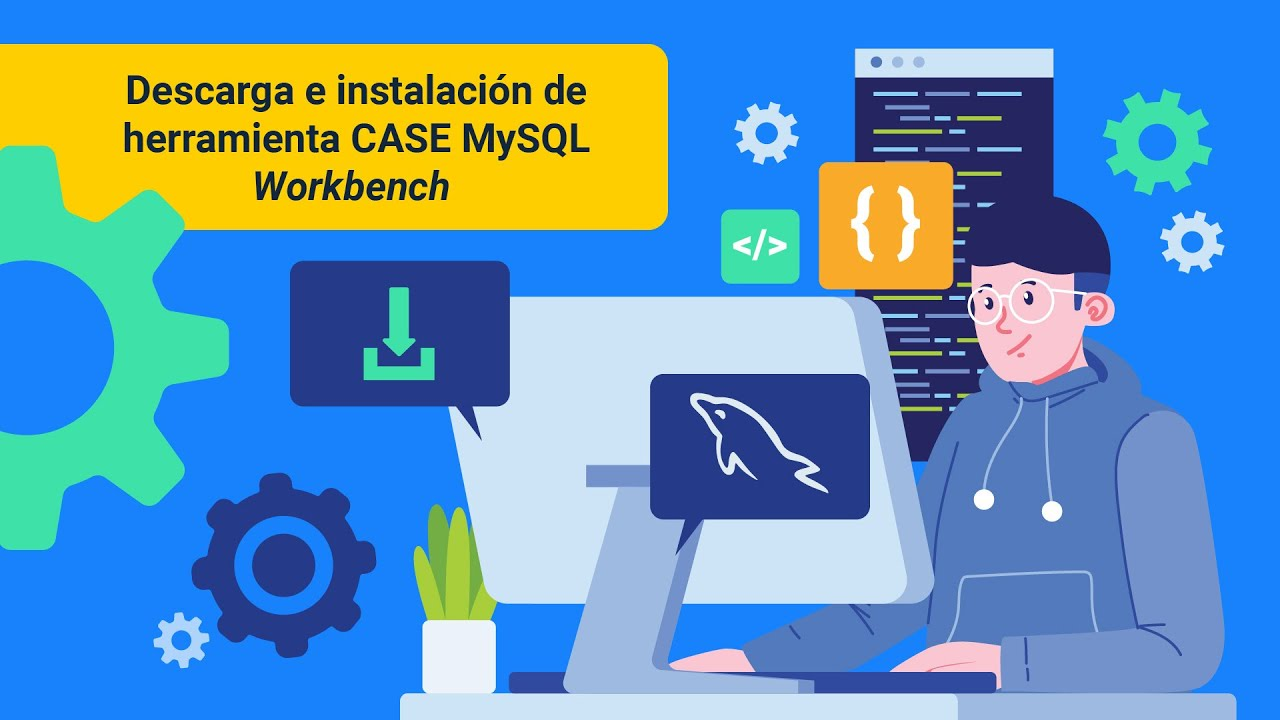 Descarga e instalación de
herramienta CASE MySQL
Workbench
</>
{ }